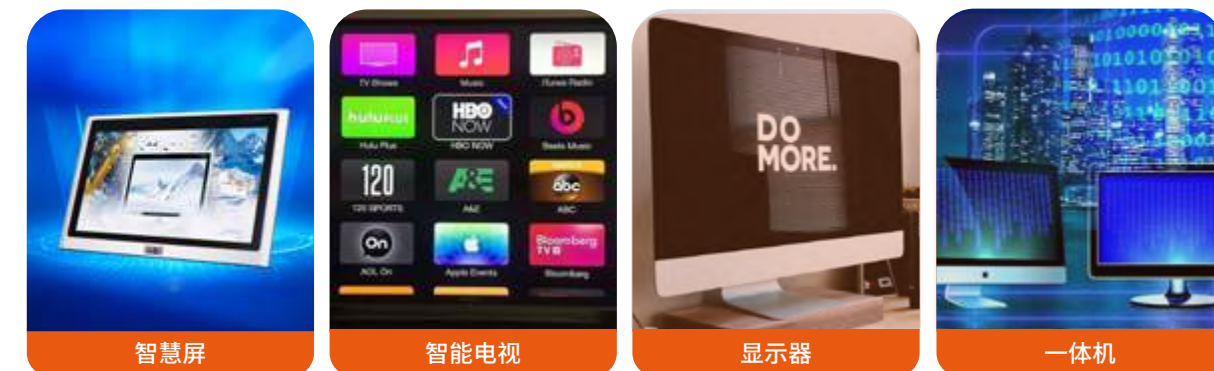 TV Shows
Music
iTunes Radio
huluPLUS
Hulu Plus
HBO
NOW
HBO NOW
Beats Music
120
120 SPORTS
A&E
A&E
abc
ABC
On
AOL On
Apple Events
Bloomberg
TV
Bloomberg
DO
MORE.
智慧屏
智能电视
显示器
一体机